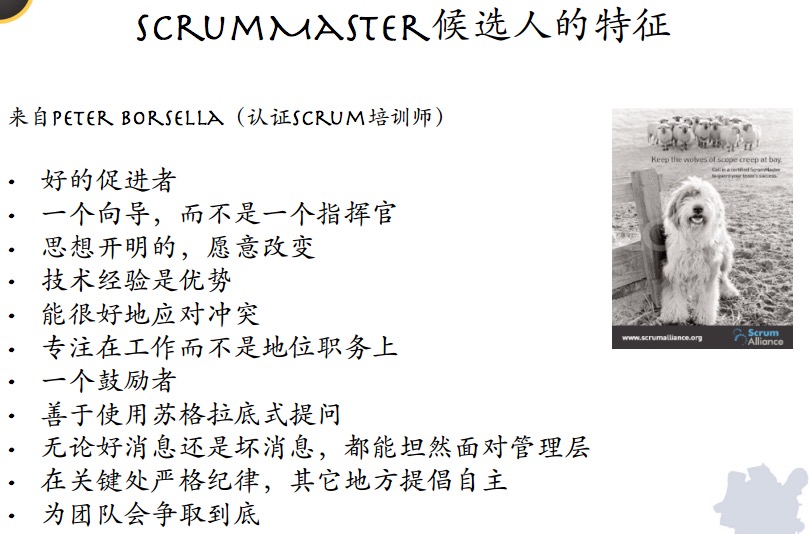 SCRUMMASTER候选人的特征
来自PETER BORSELLA（认证SCRUM培训师）
• 好的促进者
• 一个向导，而不是一个指挥官
• 思想开明的，愿意改变
• 技术经验是优势
• 能很好地应对冲突
• 专注在工作而不是地位职务上
• 一个鼓励者
• 善于使用苏格拉底式提问
• 无论好消息还是坏消息，都能坦然面对管理层
• 在关键处严格纪律，其它地方提倡自主
• 为团队会争取到底
Keep the wolves of scope creep at bay.
Call in a certified ScrumMaster
to guard your team's success.
www.scrumalliance.org
Scrum
Alliance